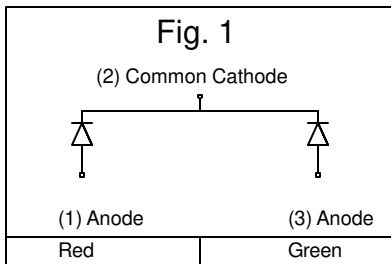 Fig. 1
(2) Common Cathode
(1) Anode (3) Anode
Red Green